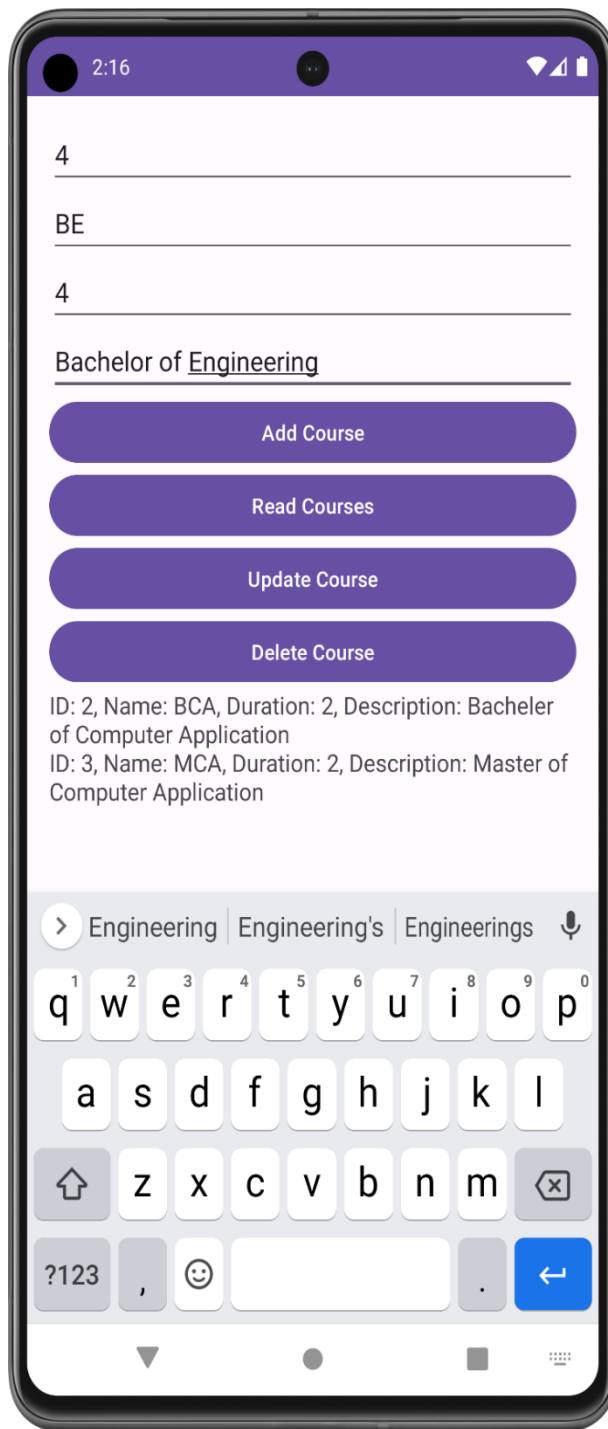 2:16
4
BE
4
Bachelor of Engineering
Add Course
Read Courses
Update Course
Delete Course
ID: 2, Name: BCA, Duration: 2, Description: Bacheler
of Computer Application
ID: 3, Name: MCA, Duration: 2, Description: Master of
Computer Application
Engineering Engineering's Engineerings
1 2 3 4 5 6 7 8 9 0
q w e r t y u i o p
a s d f g h j k l
z x c v b n m
?123 , .